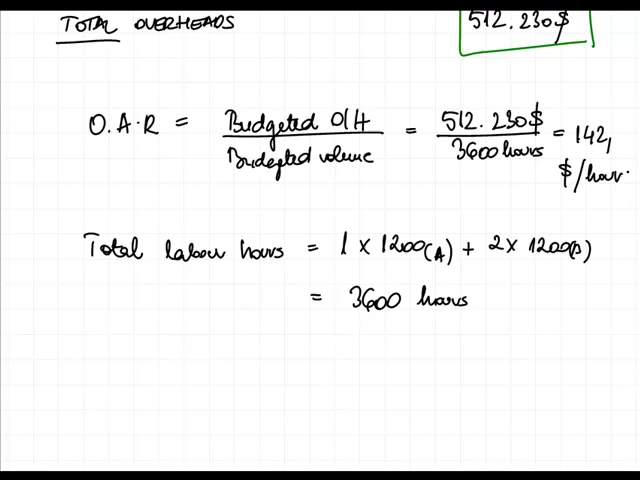 TOTAL OVERHEADS 512.230$
O.A.R = Budgeted O/H / Budgeted volume = 512.230$ / 3600 hours = 142,
$/hour.
Total labour hours = 1 x 1200(A) + 2 x 1200(B)
= 3600 hours